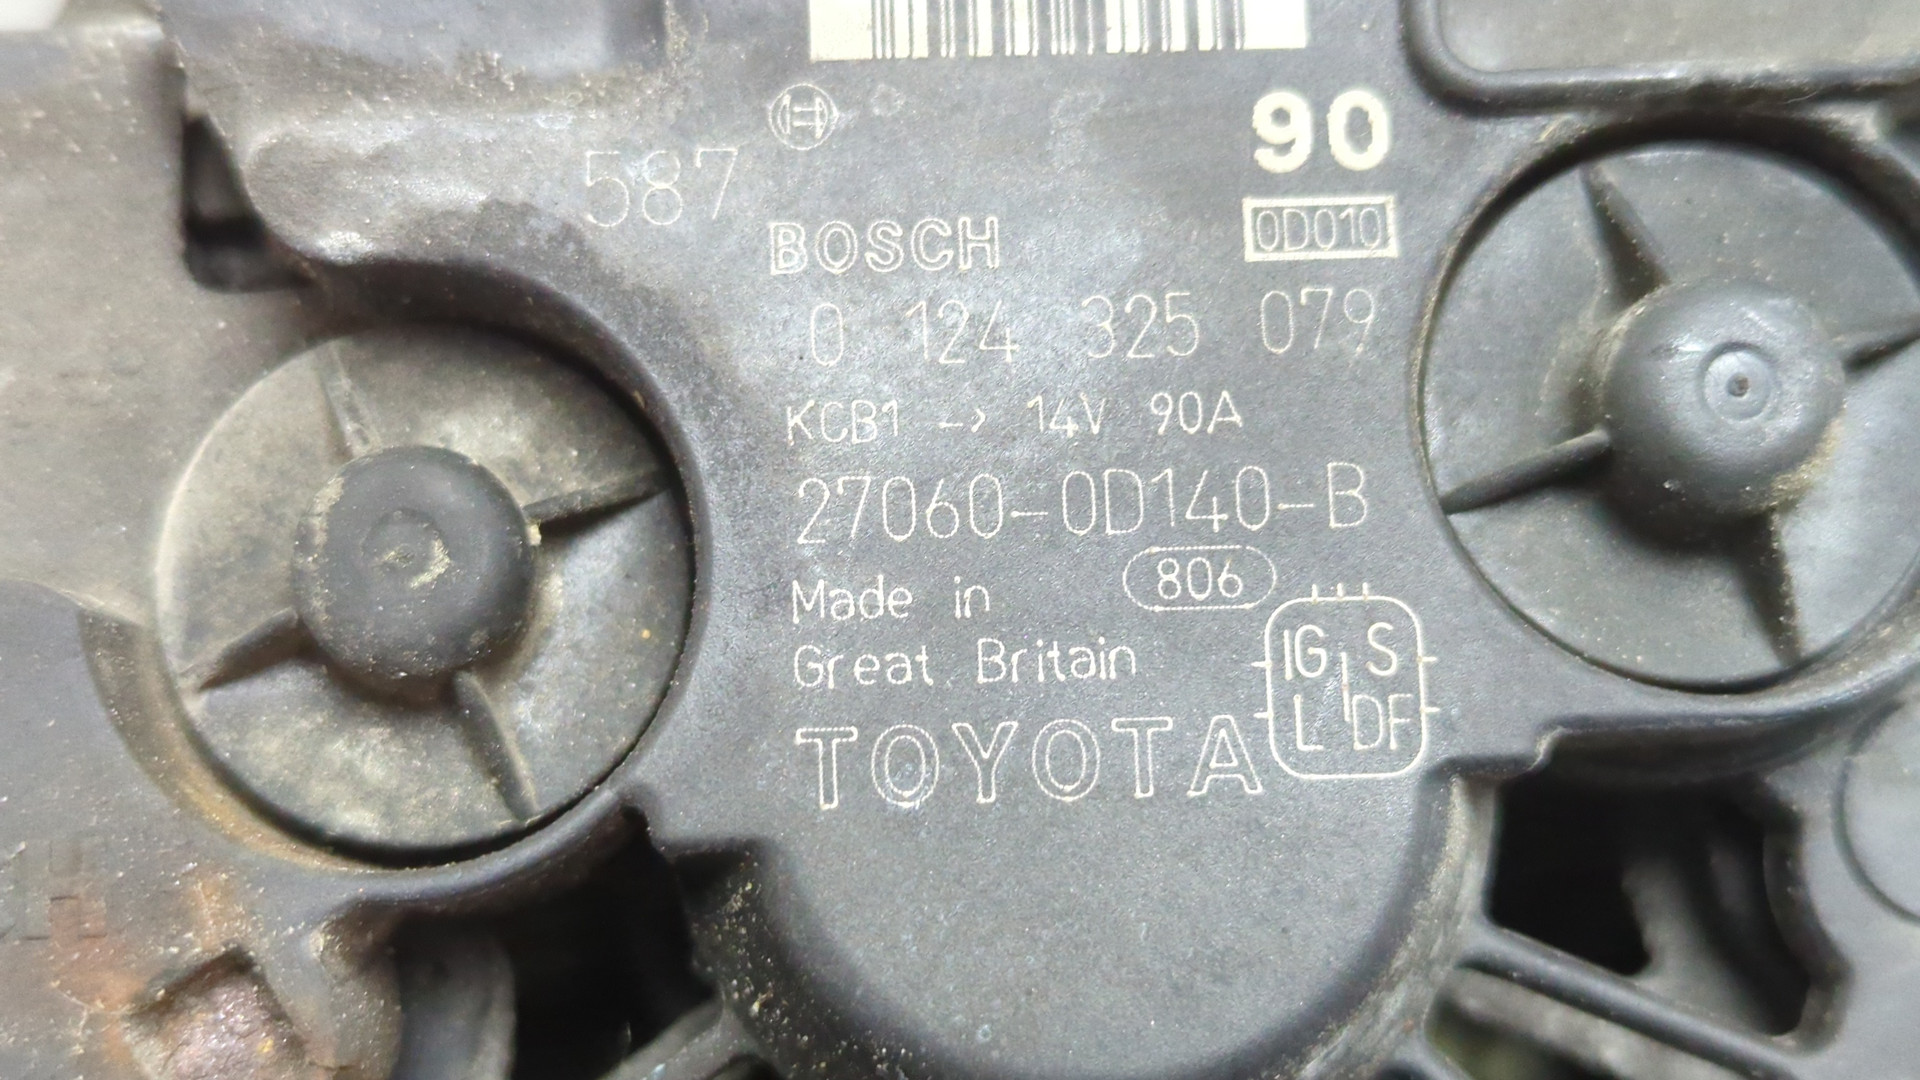 90
587
BOSCH
0D010
0 124 325 079
KCB1 -> 14V 90A
27060-0D140-B
Made in
806
Great Britain
IG S
L DF
TOYOTA